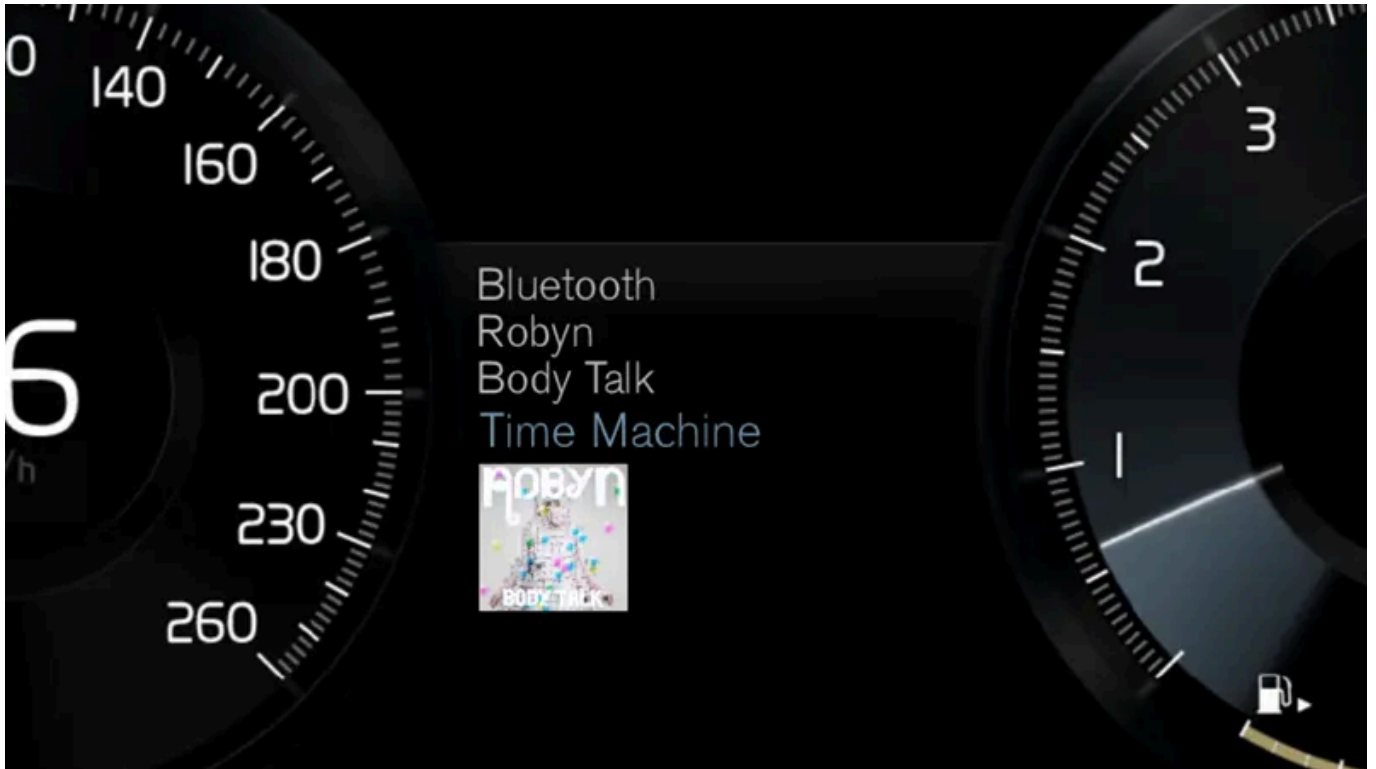 0
140
160
180
200
230
260
6
/h
Bluetooth
Robyn
Body Talk
Time Machine
ROBYN
BODY TALK
3
2
1